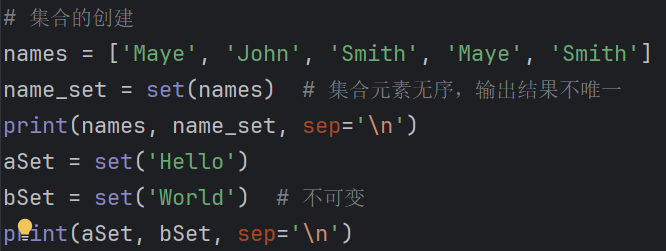 # 集合的创建
names = ['Maye', 'John', 'Smith', 'Maye', 'Smith']
name_set = set(names)  # 集合元素无序，输出结果不唯一
print(names, name_set, sep='\n')
aSet = set('Hello')
bSet = set('World')  # 不可变
print(aSet, bSet, sep='\n')